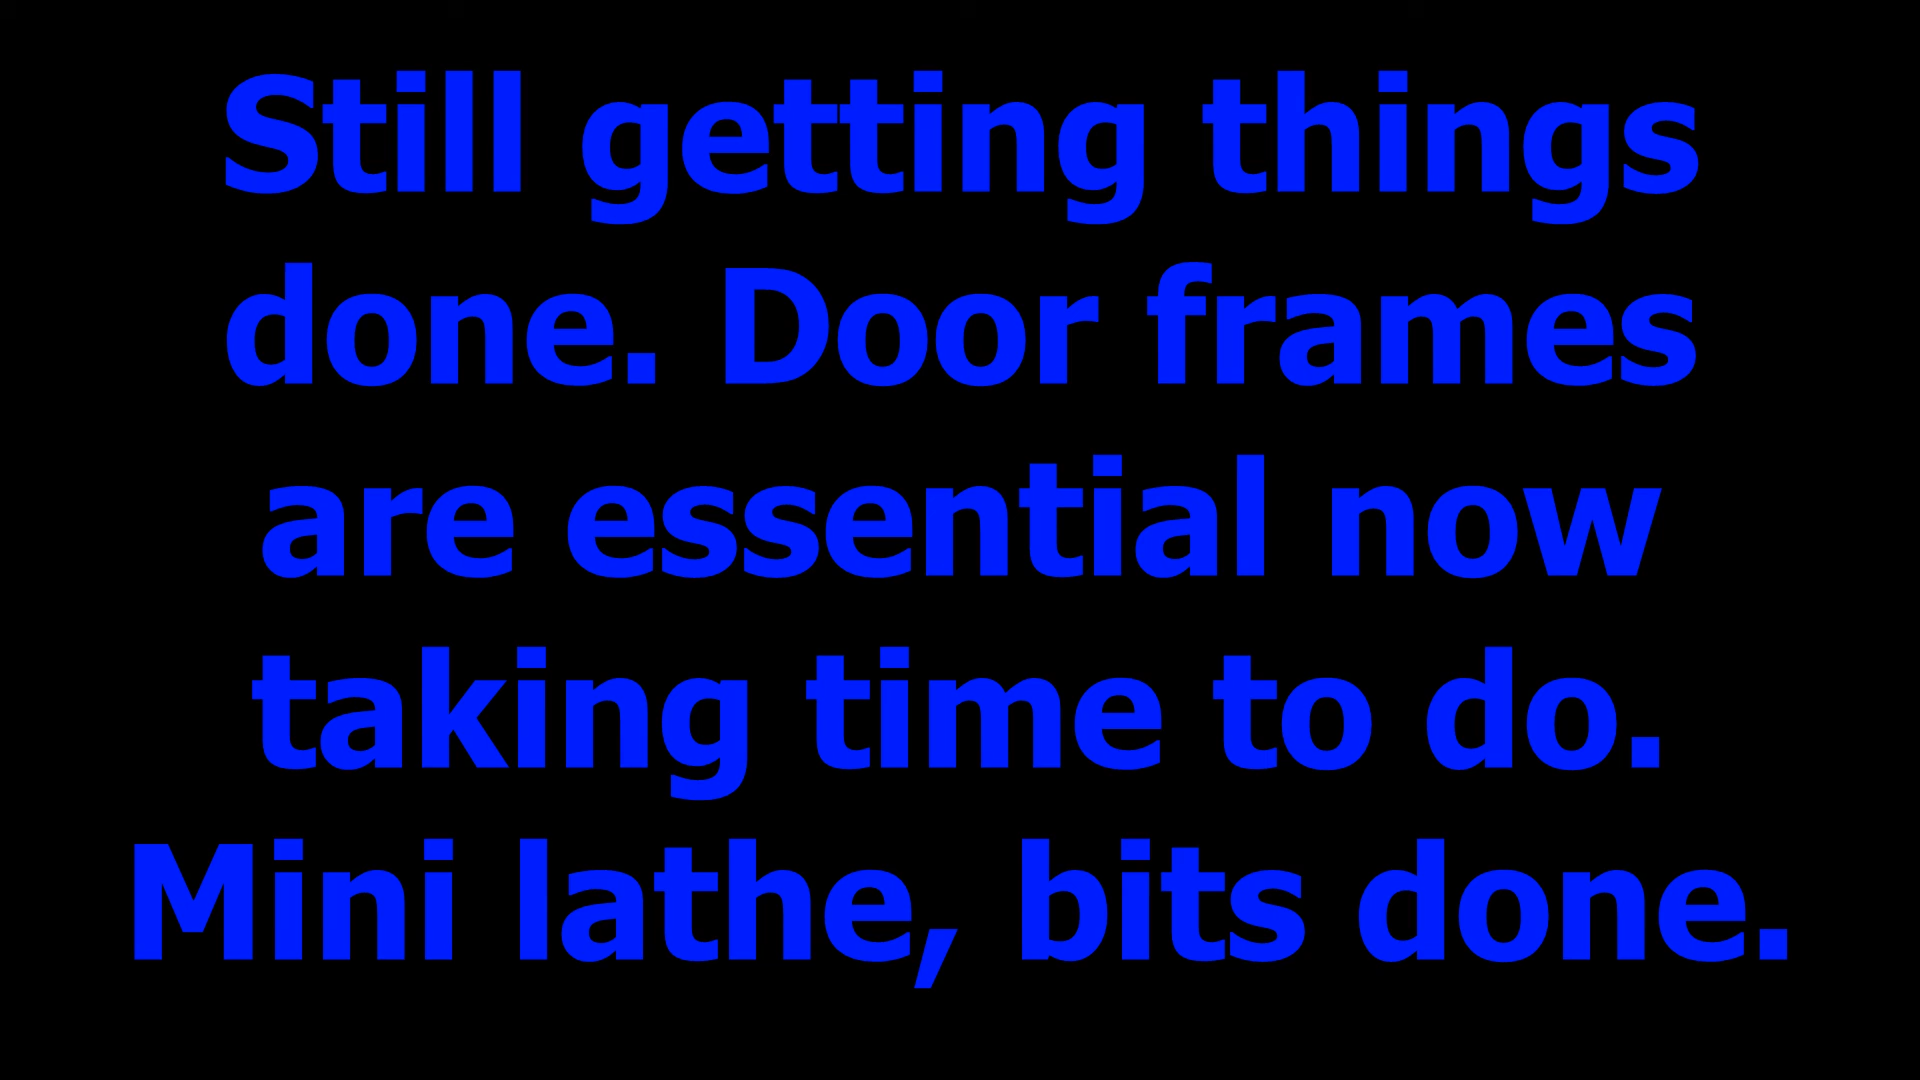 Still getting things
done. Door frames
are essential now
taking time to do.
Mini lathe, bits done.